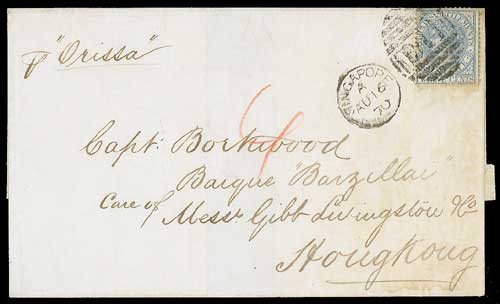 p "Orissa"
SINGAPORE
A
AU 16
70
4
Capt. Borkwood
Barque "Barzillai"
Care of Messrs Gibb Livingston & Co
HongKong